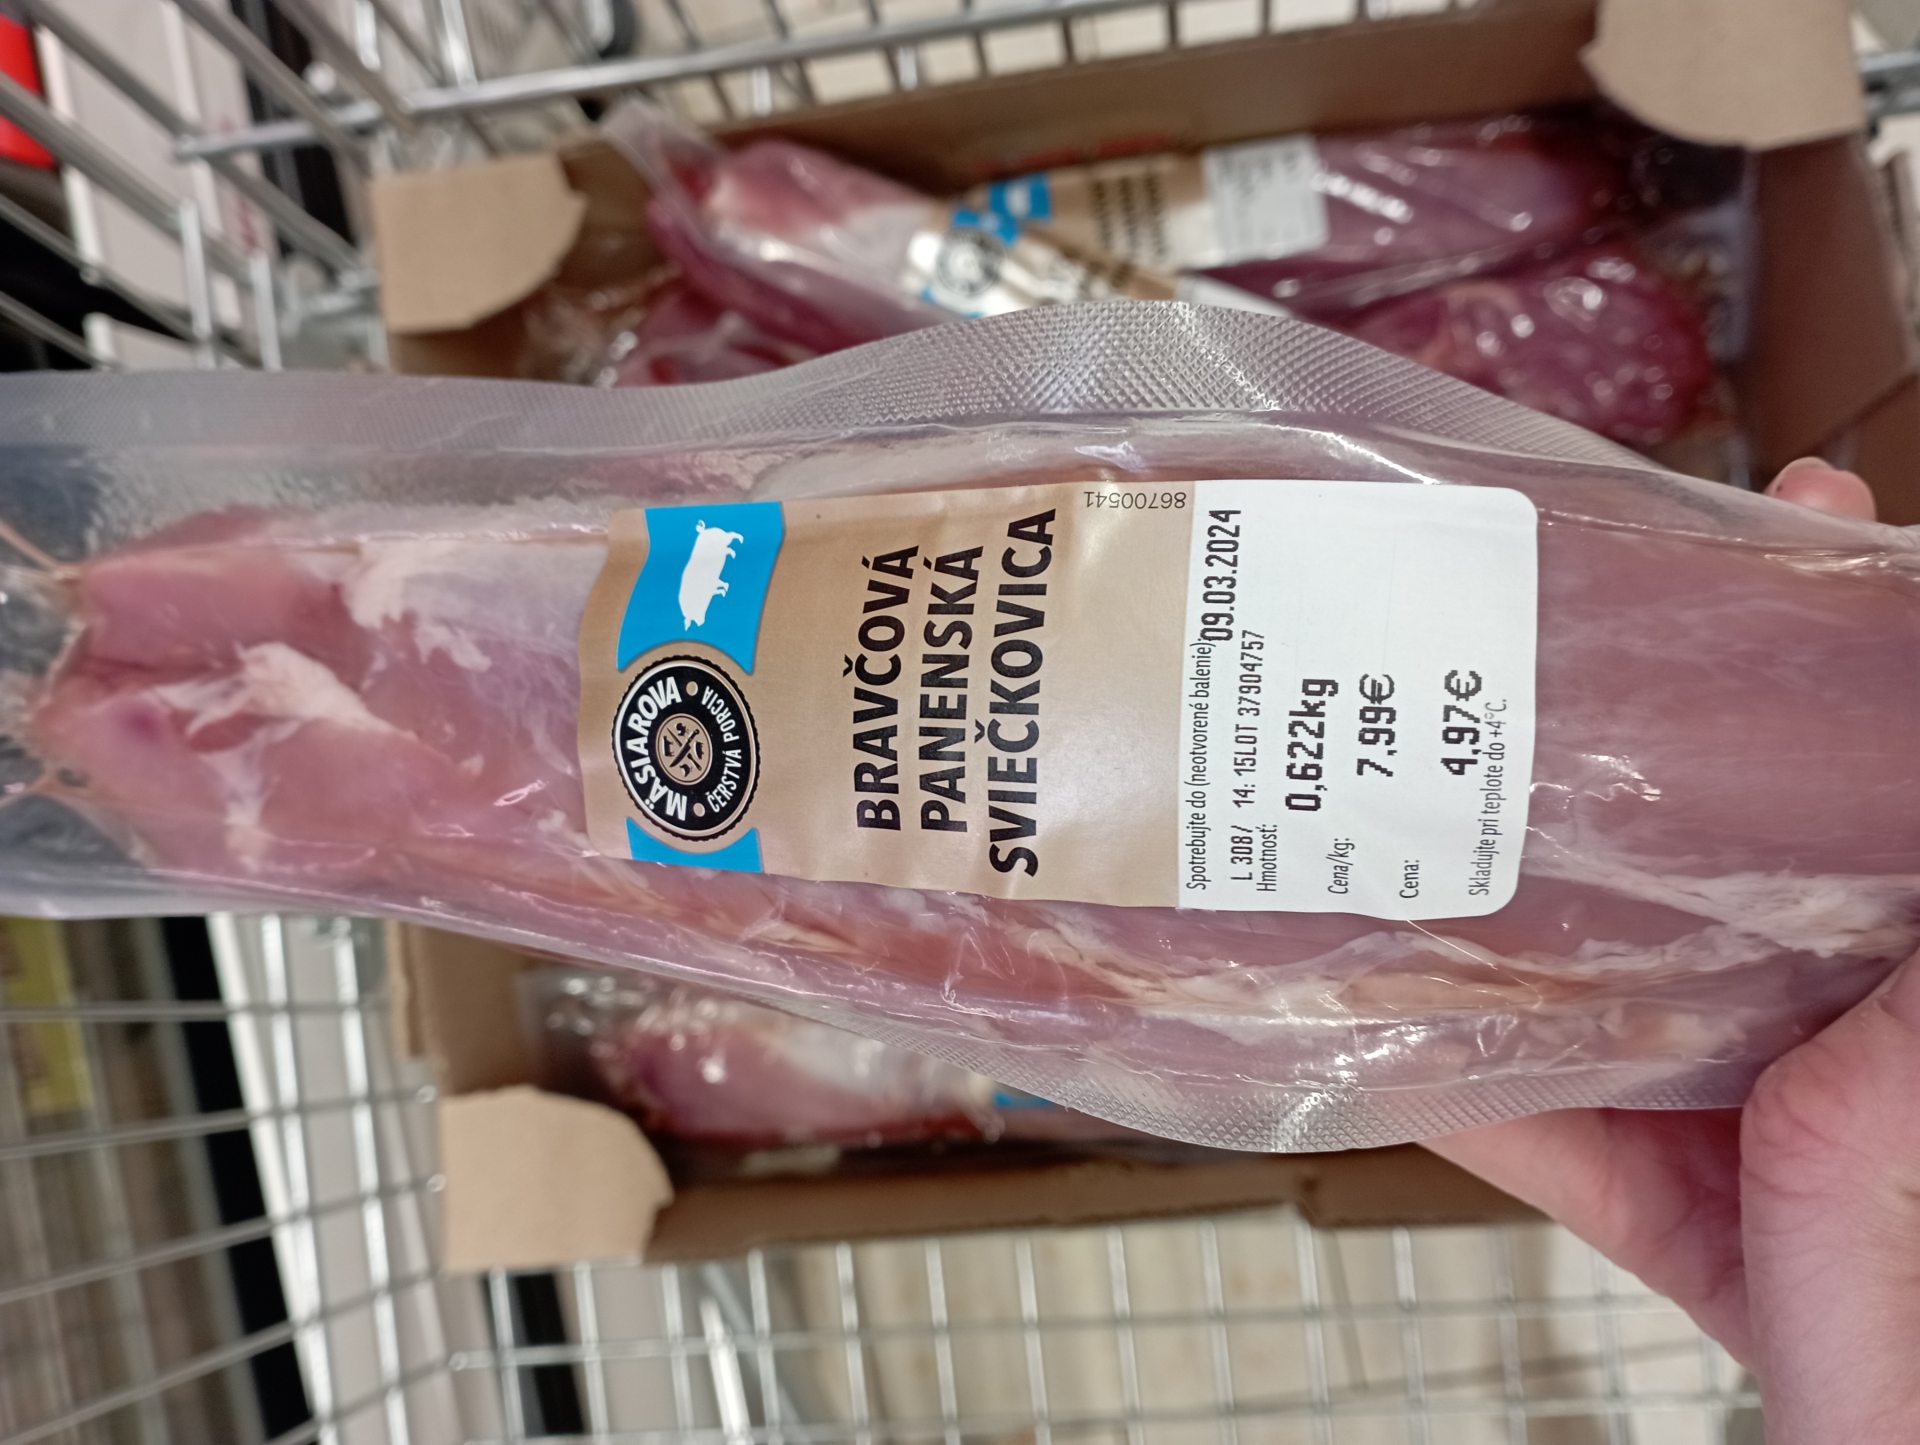 MÄSIAROVA
ČERSTVÁ PORCIA
BRAVČOVÁ
PANENSKÁ
SVIEČKOVICA
86700541
Spotrebujte do (neotvorené balenie): 09.03.2024
L 308/ 14:15LOT 37904757
Hmotnosť: 0,622kg
Cena/kg: 7,99€
Cena: 4,97€
Skladujte pri teplote do +4°C.